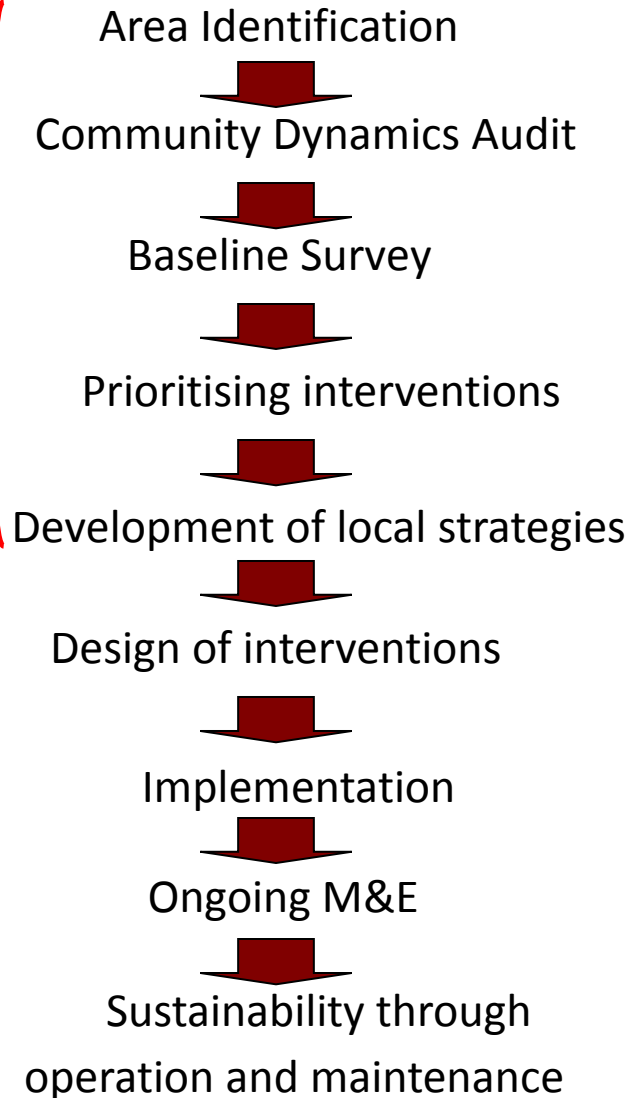 Area Identification
Community Dynamics Audit
Baseline Survey
Prioritising interventions
Development of local strategies
Design of interventions
Implementation
Ongoing M&E
Sustainability through
operation and maintenance